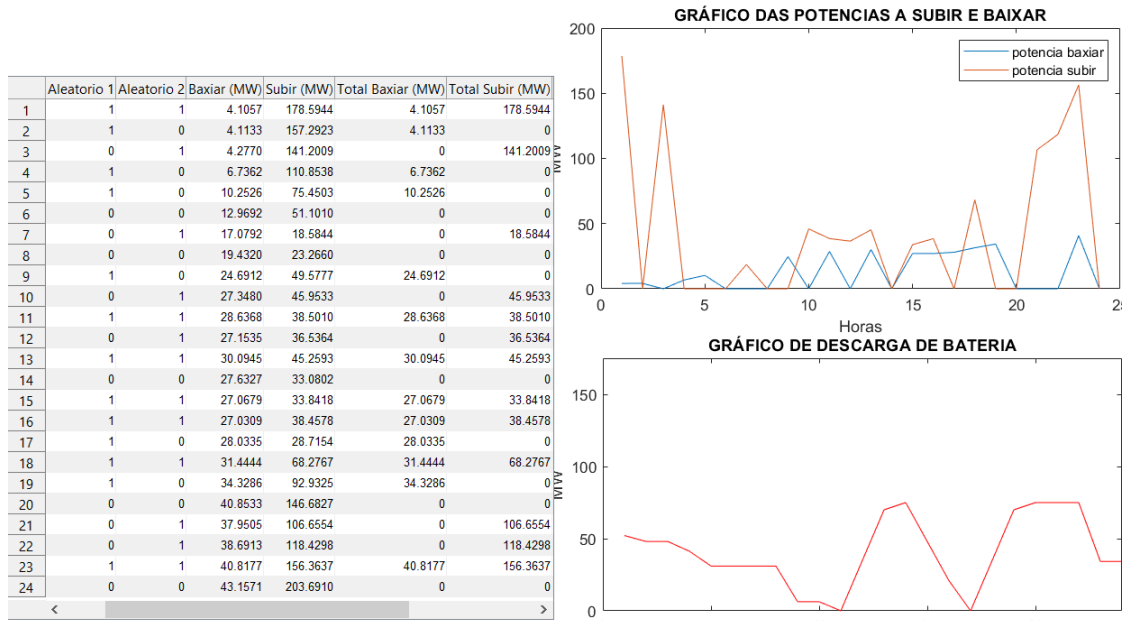 Aleatorio 1 Aleatorio 2 Baxiar (MW) Subir (MW) Total Baxiar (MW) Total Subir (MW)
1 1 1 4.1057 178.5944 4.1057 178.5944
2 1 0 4.1133 157.2923 4.1133 0
3 0 1 4.2770 141.2009 0 141.2009
4 1 0 6.7362 110.8538 6.7362 0
5 1 0 10.2526 75.4503 10.2526 0
6 0 0 12.9692 51.1010 0 0
7 0 1 17.0792 18.5844 0 18.5844
8 0 0 19.4320 23.2660 0 0
9 1 0 24.6912 49.5777 24.6912 0
10 0 1 27.3480 45.9533 0 45.9533
11 1 1 28.6368 38.5010 28.6368 38.5010
12 0 1 27.1535 36.5364 0 36.5364
13 1 1 30.0945 45.2593 30.0945 45.2593
14 0 0 27.6327 33.0802 0 0
15 1 1 27.0679 33.8418 27.0679 33.8418
16 1 1 27.0309 38.4578 27.0309 38.4578
17 1 0 28.0335 28.7154 28.0335 0
18 1 1 31.4444 68.2767 31.4444 68.2767
19 1 0 34.3286 92.9325 34.3286 0
20 0 0 40.8533 146.6827 0 0
21 0 1 37.9505 106.6554 0 106.6554
22 0 1 38.6913 118.4298 0 118.4298
23 1 1 40.8177 156.3637 40.8177 156.3637
24 0 0 43.1571 203.6910 0 0
GRÁFICO DAS POTENCIAS A SUBIR E BAIXAR
potencia baxiar
potencia subir
200
150
100
50
0
MW
0 5 10 15 20 25
Horas
GRÁFICO DE DESCARGA DE BATERIA
150
100
50
0
MW